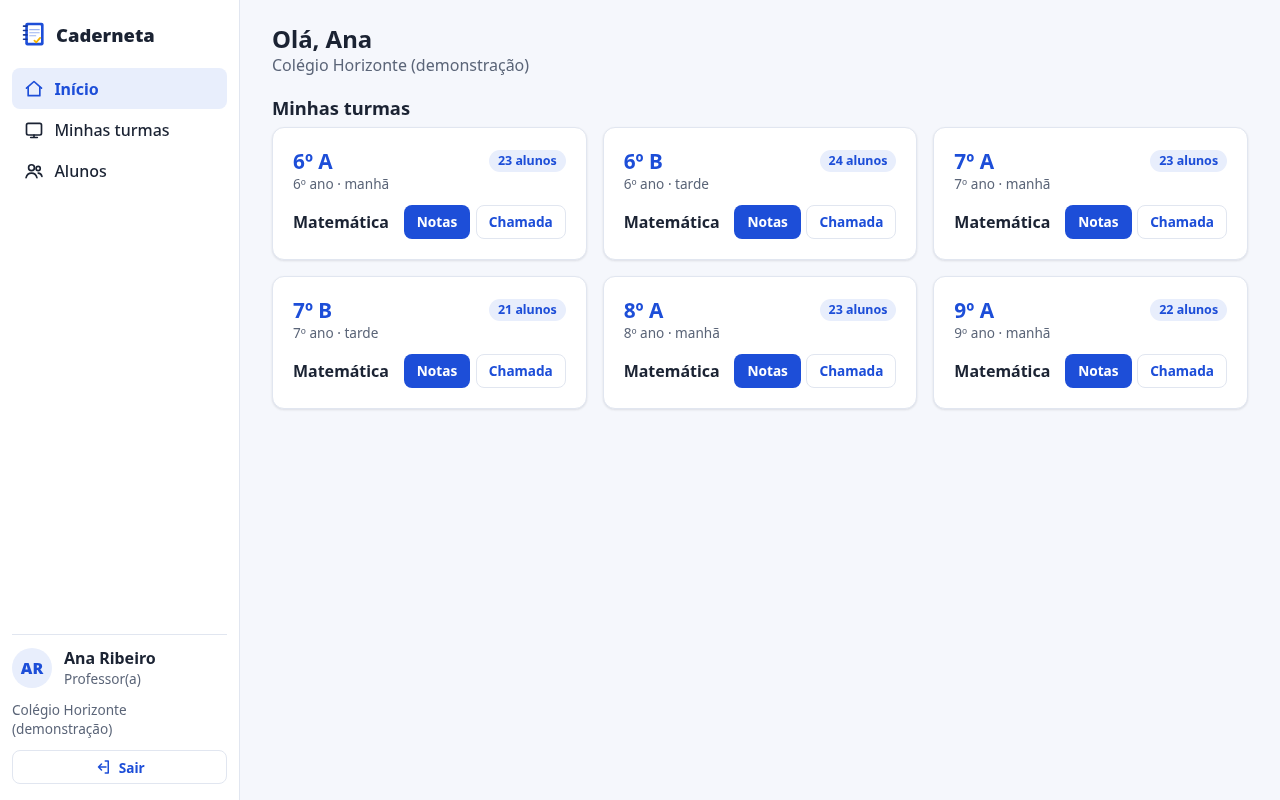 Caderneta
Início
Minhas turmas
Alunos
AR
Ana Ribeiro
Professor(a)
Colégio Horizonte
(demonstração)
Sair
Olá, Ana
Colégio Horizonte (demonstração)
Minhas turmas
6º A
23 alunos
6º ano · manhã
Matemática Notas Chamada
6º B
24 alunos
6º ano · tarde
Matemática Notas Chamada
7º A
23 alunos
7º ano · manhã
Matemática Notas Chamada
7º B
21 alunos
7º ano · tarde
Matemática Notas Chamada
8º A
23 alunos
8º ano · manhã
Matemática Notas Chamada
9º A
22 alunos
9º ano · manhã
Matemática Notas Chamada